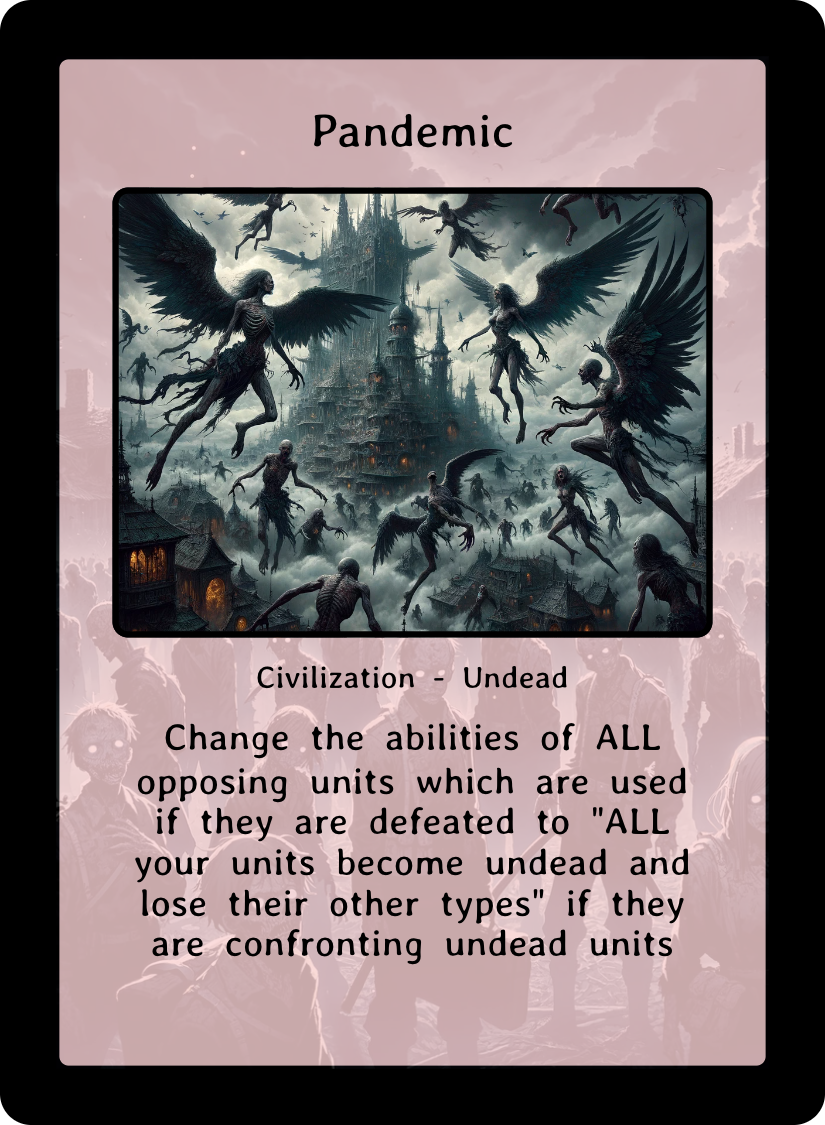 Pandemic
Civilization - Undead
Change the abilities of ALL
opposing units which are used
if they are defeated to "ALL
your units become undead and
lose their other types" if they
are confronting undead units